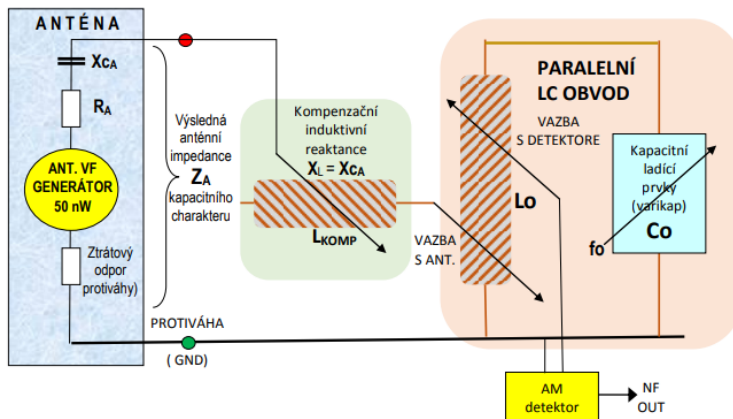 ANTÉNA
XCA
RA
ANT. VF
GENERÁTOR
50 nW
Ztrátový
odpor
protiváhy)
Výsledná
anténní
impedance
ZA
kapacitního
charakteru
PROTIVÁHA
( GND)
Kompenzační
induktivní
reaktance
XL = XCA
LKOMP
VAZBA
S ANT.
PARALELNÍ
LC OBVOD
VAZBA
S DETEKTORE
Lo
Kapacitní
ladící
prvky
(varikap)
Co
fo
AM
detektor
NF
OUT